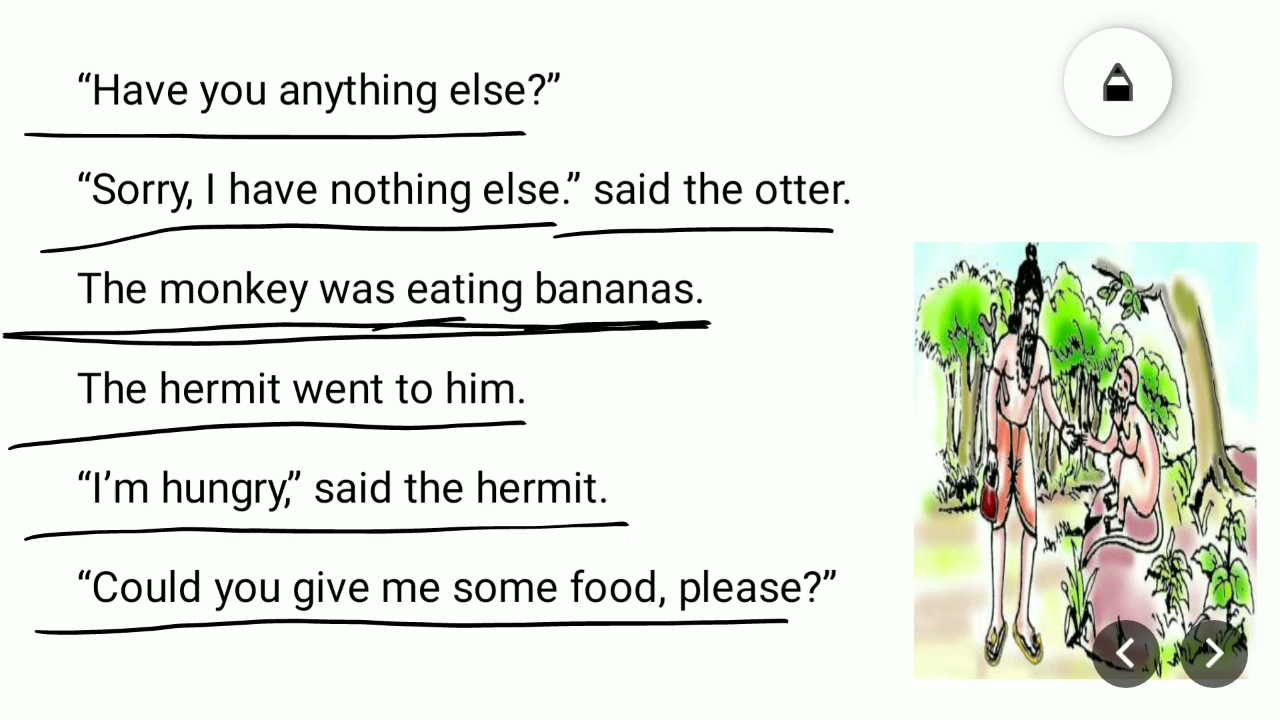 “Have you anything else?”
“Sorry, I have nothing else.” said the otter.
The monkey was eating bananas.
The hermit went to him.
“I’m hungry,” said the hermit.
“Could you give me some food, please?”